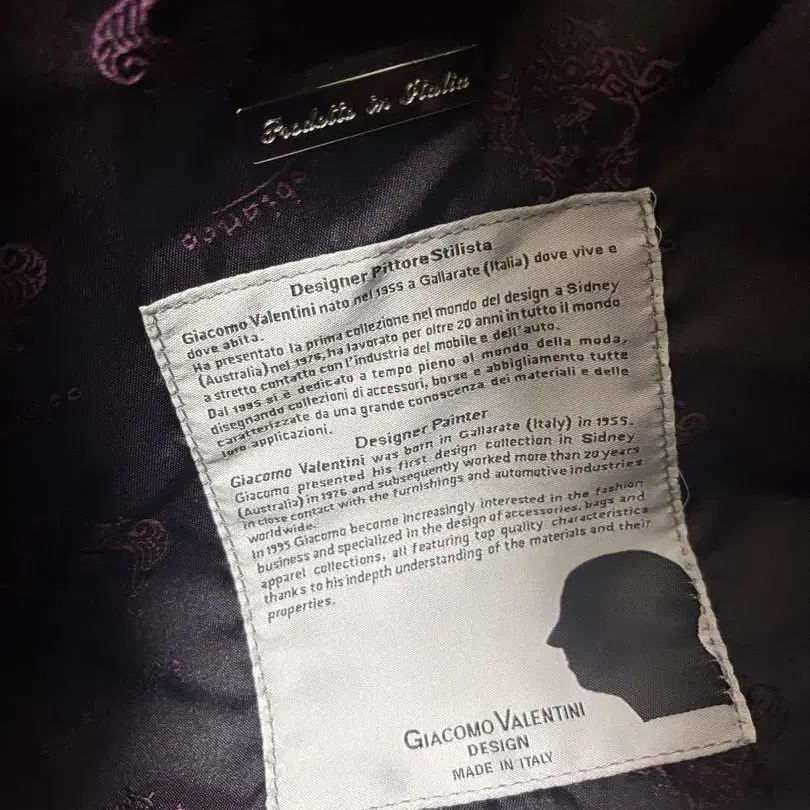 Prodotto in Italia
bianco
Designer Pittore Stilista
Giacomo Valentini nato nel 1955 a Gallarate (Italia) dove vive e
dove abita.
Ha presentato la prima collezione nel mondo del design a Sidney
(Australia) nel 1976, ha lavorato per oltre 20 anni in tutto il mondo
a stretto contatto con l'industria del mobile e dell'auto.
Dal 1995 si è dedicato a tempo pieno al mondo della moda,
disegnando collezioni di accessori, borse e abbigliamento tutte
caratterizzate da una grande conoscenza dei materiali e delle
loro applicazioni.
Designer Painter
Giacomo Valentini was born in Gallarate (Italy) in 1955.
Giacomo presented his first design collection in Sidney
(Australia) in 1976 and subsequently worked more than 20 years
in close contact with the furnishings and automotive industries
worldwide.
In 1995 Giacomo become increasingly interested in the fashion
business and specialized in the design of accessories, bags and
apparel collections, all featuring top quality characteristics
thanks to his indepth understanding of the materials and their
properties.
GIACOMO VALENTINI
DESIGN
MADE IN ITALY